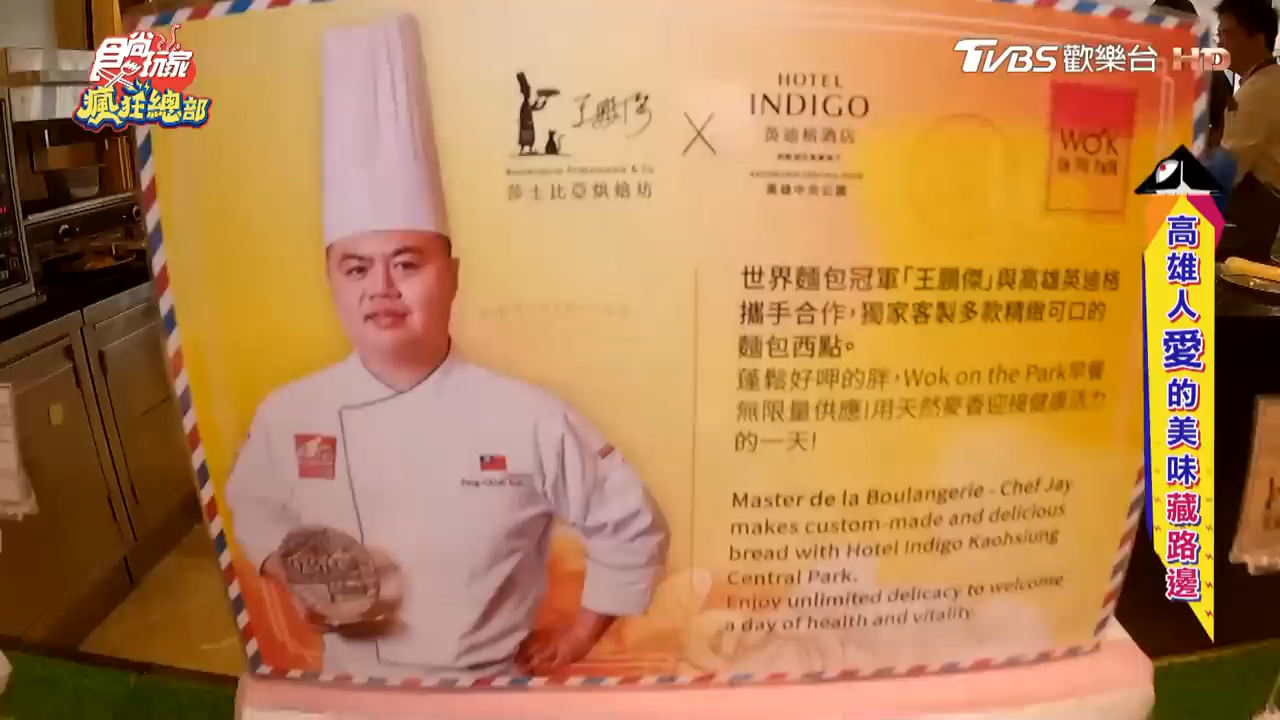 食尚玩家
瘋狂總部
TVBS歡樂台 HD
王鵬傑
莎士比亞烘焙坊
×
HOTEL
INDIGO
英迪格酒店
高雄中央公園
WOK
世界麵包冠軍「王鵬傑」與高雄英迪格
攜手合作，獨家客製多款精緻可口的
麵包西點。
蓬鬆好呷的胖，Wok on the Park早餐
無限量供應!用天然麥香迎接健康活力
的一天!
Master de la Boulangerie - Chef Jay
makes custom-made and delicious
bread with Hotel Indigo Kaohsiung
Central Park.
Enjoy unlimited delicacy to welcome
a day of health and vitality.
高雄人愛的美味藏路邊